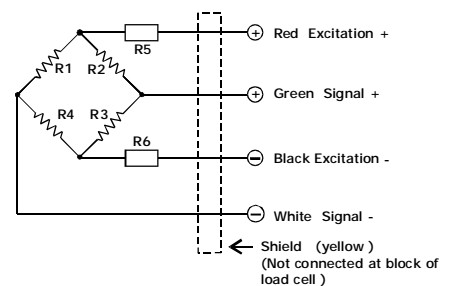 R5
Red Excitation +
R1
R2
Green Signal +
R4
R3
R6
Black Excitation -
White Signal -
Shield (yellow)
(Not connected at block of
load cell)